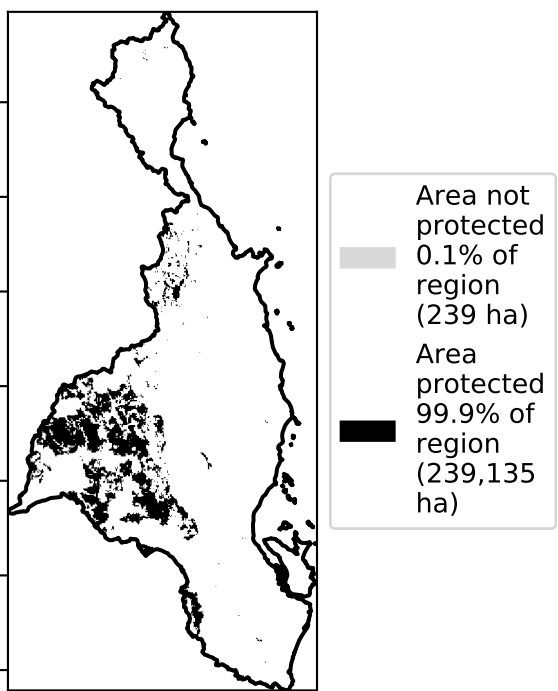 Area not
protected
0.1% of
region
(239 ha)
Area
protected
99.9% of
region
(239,135
ha)